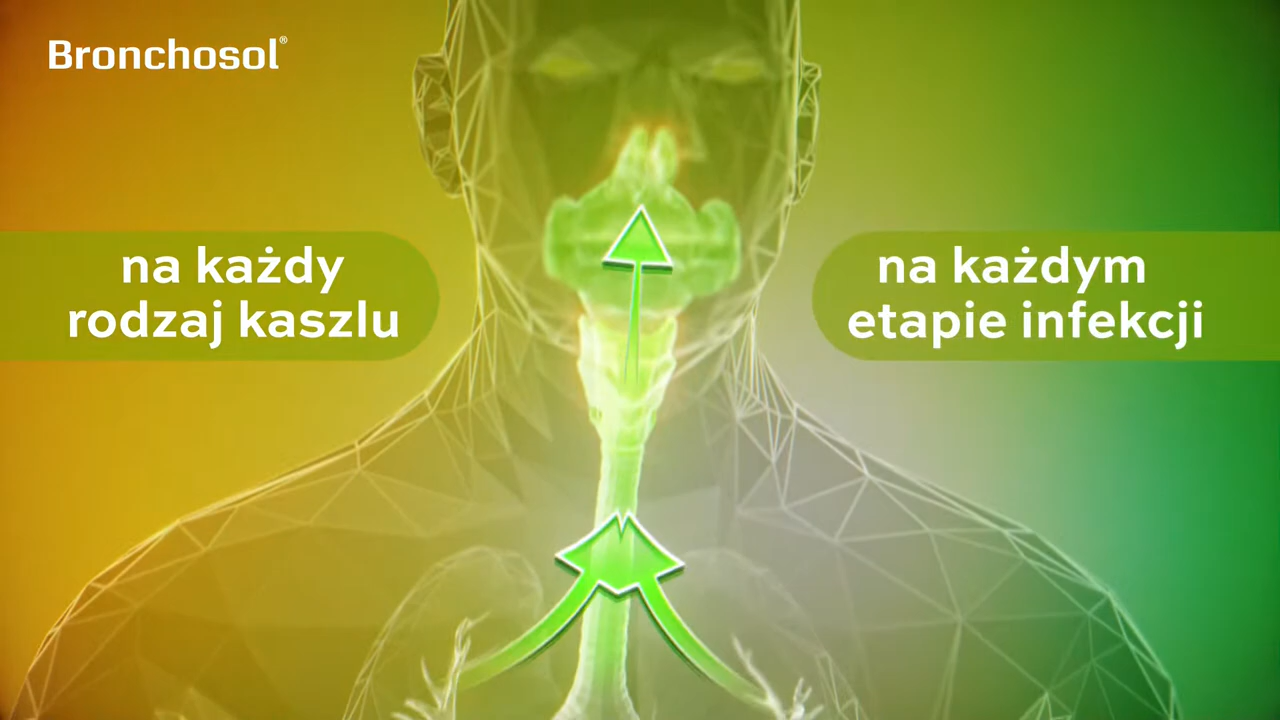 Bronchosol®
na każdy
rodzaj kaszlu
na każdym
etapie infekcji